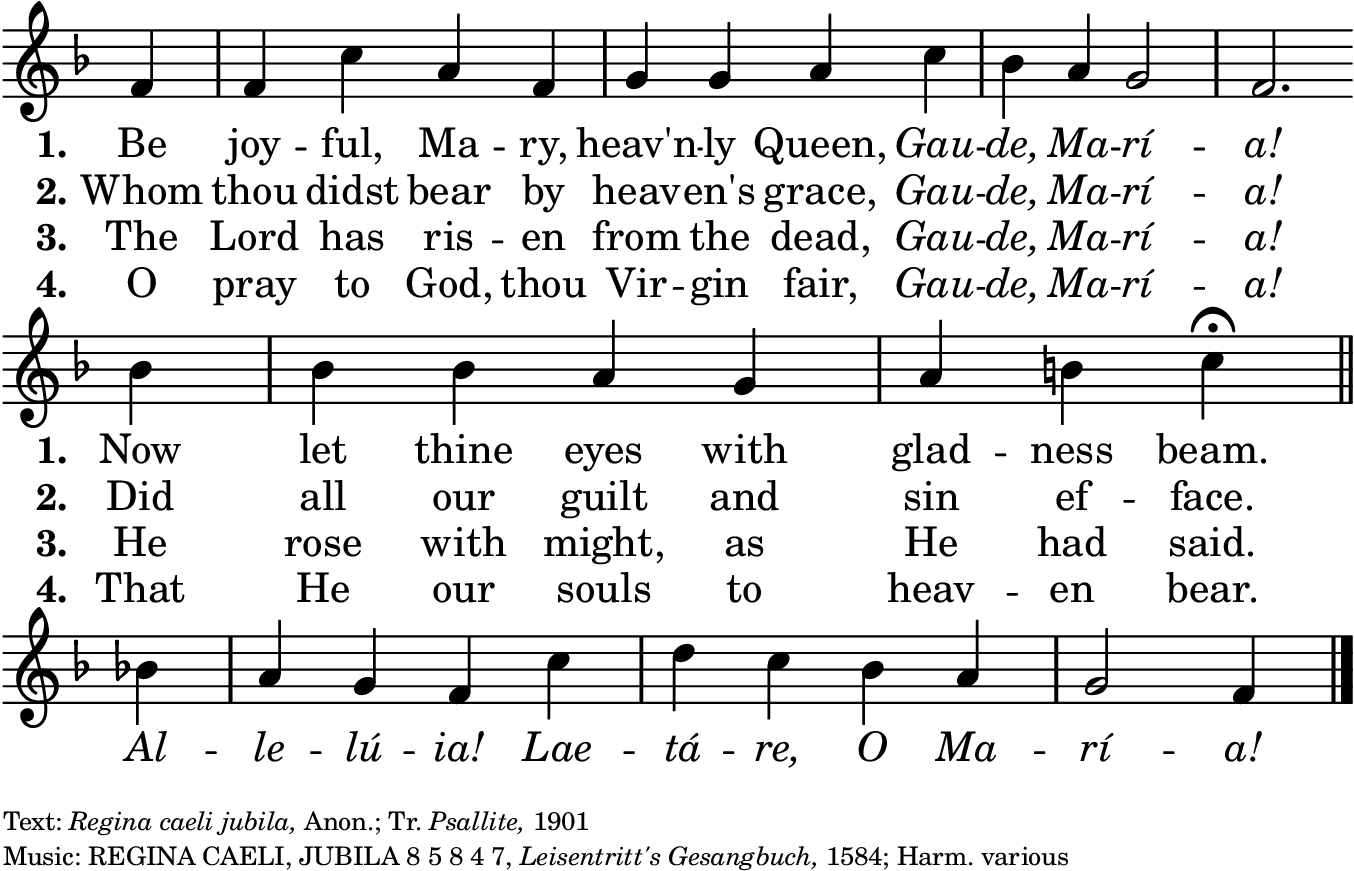 1. Be joy - ful, Ma - ry, heav'n-ly Queen, Gau-de, Ma-rí - a!
2. Whom thou didst bear by heaven's grace, Gau-de, Ma-rí - a!
3. The Lord has ris - en from the dead, Gau-de, Ma-rí - a!
4. O pray to God, thou Vir - gin fair, Gau-de, Ma-rí - a!
1. Now let thine eyes with glad - ness beam.
2. Did all our guilt and sin ef - face.
3. He rose with might, as He had said.
4. That He our souls to heav - en bear.
Al - le - lú - ia! Lae - tá - re, O Ma - rí - a!
Text: Regina caeli jubila, Anon.; Tr. Psallite, 1901
Music: REGINA CAELI, JUBILA 8 5 8 4 7, Leisentritt's Gesangbuch, 1584; Harm. various